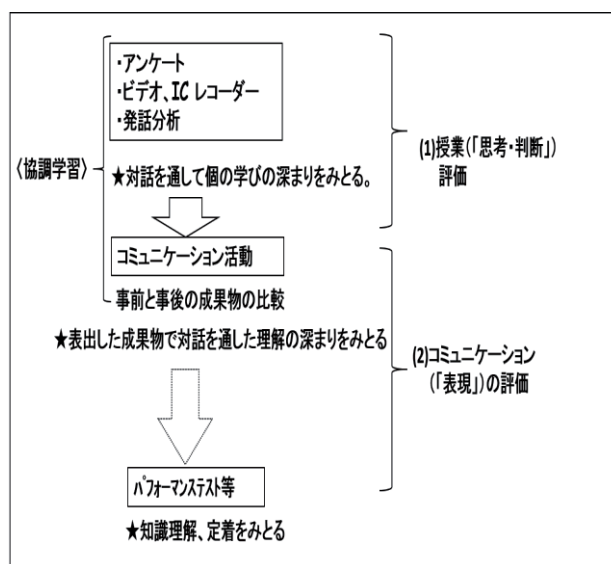 ・アンケート
・ビデオ、IC レコーダー
・発話分析
〈協調学習〉
★対話を通して個の学びの深まりをみとる。
(1)授業(「思考・判断」)
評価
コミュニケーション活動
事前と事後の成果物の比較
★表出した成果物で対話を通した理解の深まりをみとる
(2)コミュニケーション
(「表現」)の評価
パフォーマンステスト等
★知識理解、定着をみとる